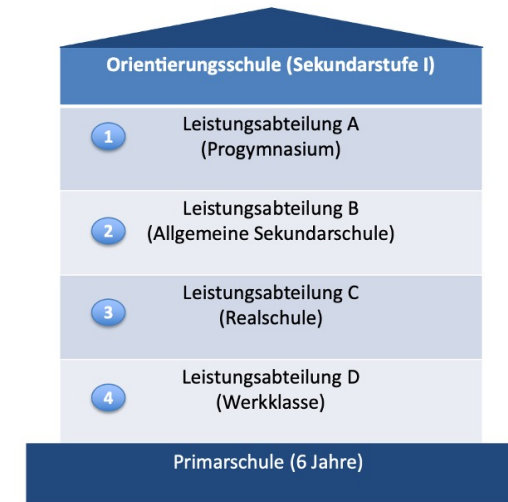 Orientierungsschule (Sekundarstufe I)
1
Leistungsabteilung A
(Progymnasium)
2
Leistungsabteilung B
(Allgemeine Sekundarschule)
3
Leistungsabteilung C
(Realschule)
4
Leistungsabteilung D
(Werkklasse)
Primarschule (6 Jahre)